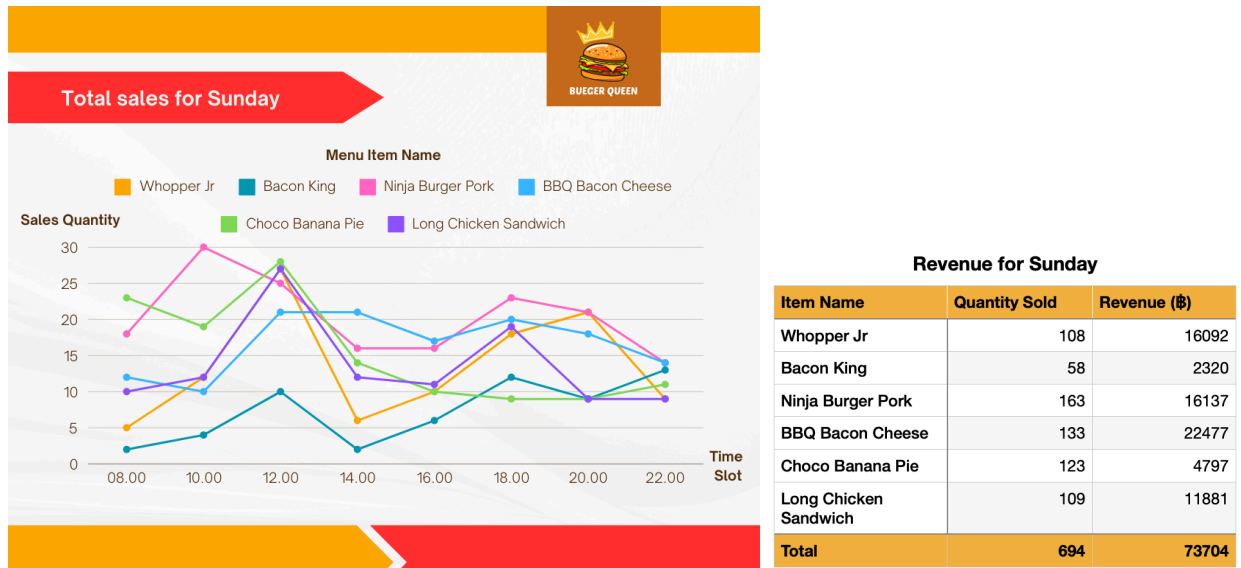 BUEGER QUEEN
Total sales for Sunday
Menu Item Name
Whopper Jr Bacon King Ninja Burger Pork BBQ Bacon Cheese
Sales Quantity
Choco Banana Pie Long Chicken Sandwich
30
25
20
15
10
5
0
08.00 10.00 12.00 14.00 16.00 18.00 20.00 22.00
Time
Slot
Revenue for Sunday
Item Name Quantity Sold Revenue (฿)
Whopper Jr 108 16092
Bacon King 58 2320
Ninja Burger Pork 163 16137
BBQ Bacon Cheese 133 22477
Choco Banana Pie 123 4797
Long Chicken 109 11881
Sandwich
Total 694 73704